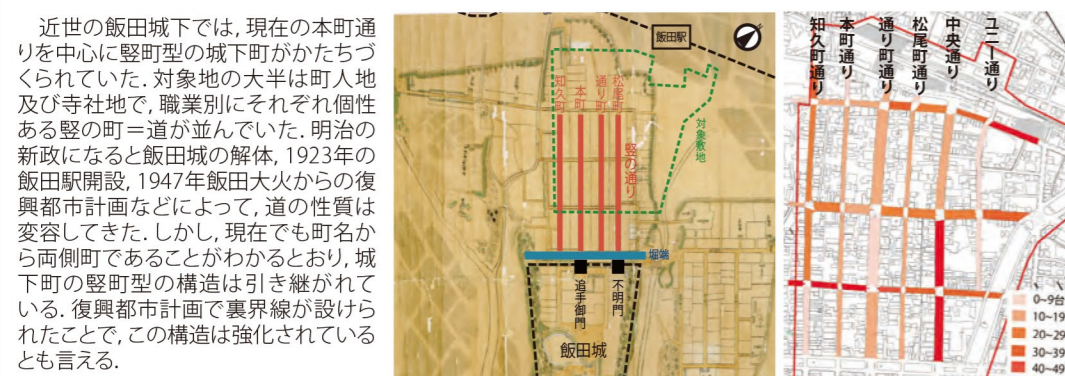 近世の飯田城下では，現在の本町通
りを中心に竪町型の城下町がかたちづ
くられていた．対象地の大半は町人地
及び寺社地で，職業別にそれぞれ個性
ある竪の町＝道が並んでいた．明治の
新政になると飯田城の解体，1923年の
飯田駅開設，1947年飯田大火からの復
興都市計画などによって，道の性質は
変容してきた．しかし，現在でも町名か
ら両側町であることがわかるとおり，城
下町の竪町型の構造は引き継がれて
いる．復興都市計画で裏界線が設けら
れたことで，この構造は強化されている
とも言える．
飯田駅
知久町
本町
通り町
松尾町
竪の通り
対象敷地
堀端
追手御門
不明門
飯田城
知久町通り
本町通り
通り町通り
松尾町通り
中央通り
ユニー通り
0~9台
10~19
20~29
30~39
40~49